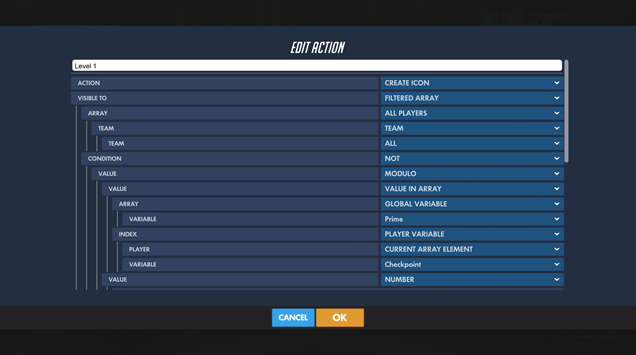 EDIT ACTION
Level 1
ACTION CREATE ICON
VISIBLE TO FILTERED ARRAY
ARRAY ALL PLAYERS
TEAM TEAM
TEAM ALL
CONDITION NOT
VALUE MODULO
VALUE VALUE IN ARRAY
ARRAY GLOBAL VARIABLE
VARIABLE Prime
INDEX PLAYER VARIABLE
PLAYER CURRENT ARRAY ELEMENT
VARIABLE Checkpoint
VALUE NUMBER
CANCEL OK